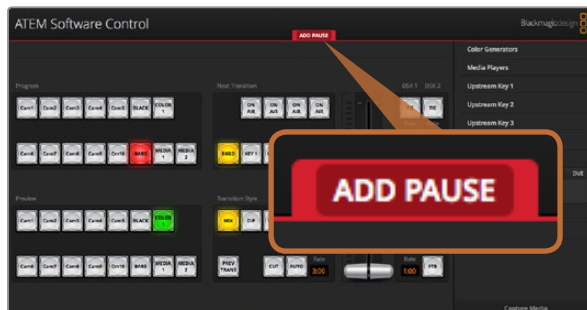 ATEM Software Control
Blackmagicdesign
ADD PAUSE
Color Generators
Media Players
Upstream Key 1
Upstream Key 2
Upstream Key 3
Program
Next Transition
DSK 1 DSK 2
Cam1 Cam2 Cam3 Cam4 Cam5 BLACK COLOR 1
ON AIR ON AIR ON AIR ON AIR TIE TIE
Cam6 Cam7 Cam8 Cam9 Cm10 BARS MEDIA 1 MEDIA 2
BKGD KEY 1
ADD PAUSE
DVE
Preview
Transition Style
Cam1 Cam2 Cam3 Cam4 Cam5 BLACK COLOR 1
MIX DIP
Cam6 Cam7 Cam8 Cam9 Cm10 BARS MEDIA 1 MEDIA 2
PREV TRANS CUT AUTO
Rate
3:00
Rate
1:00
FTB
Capture Media